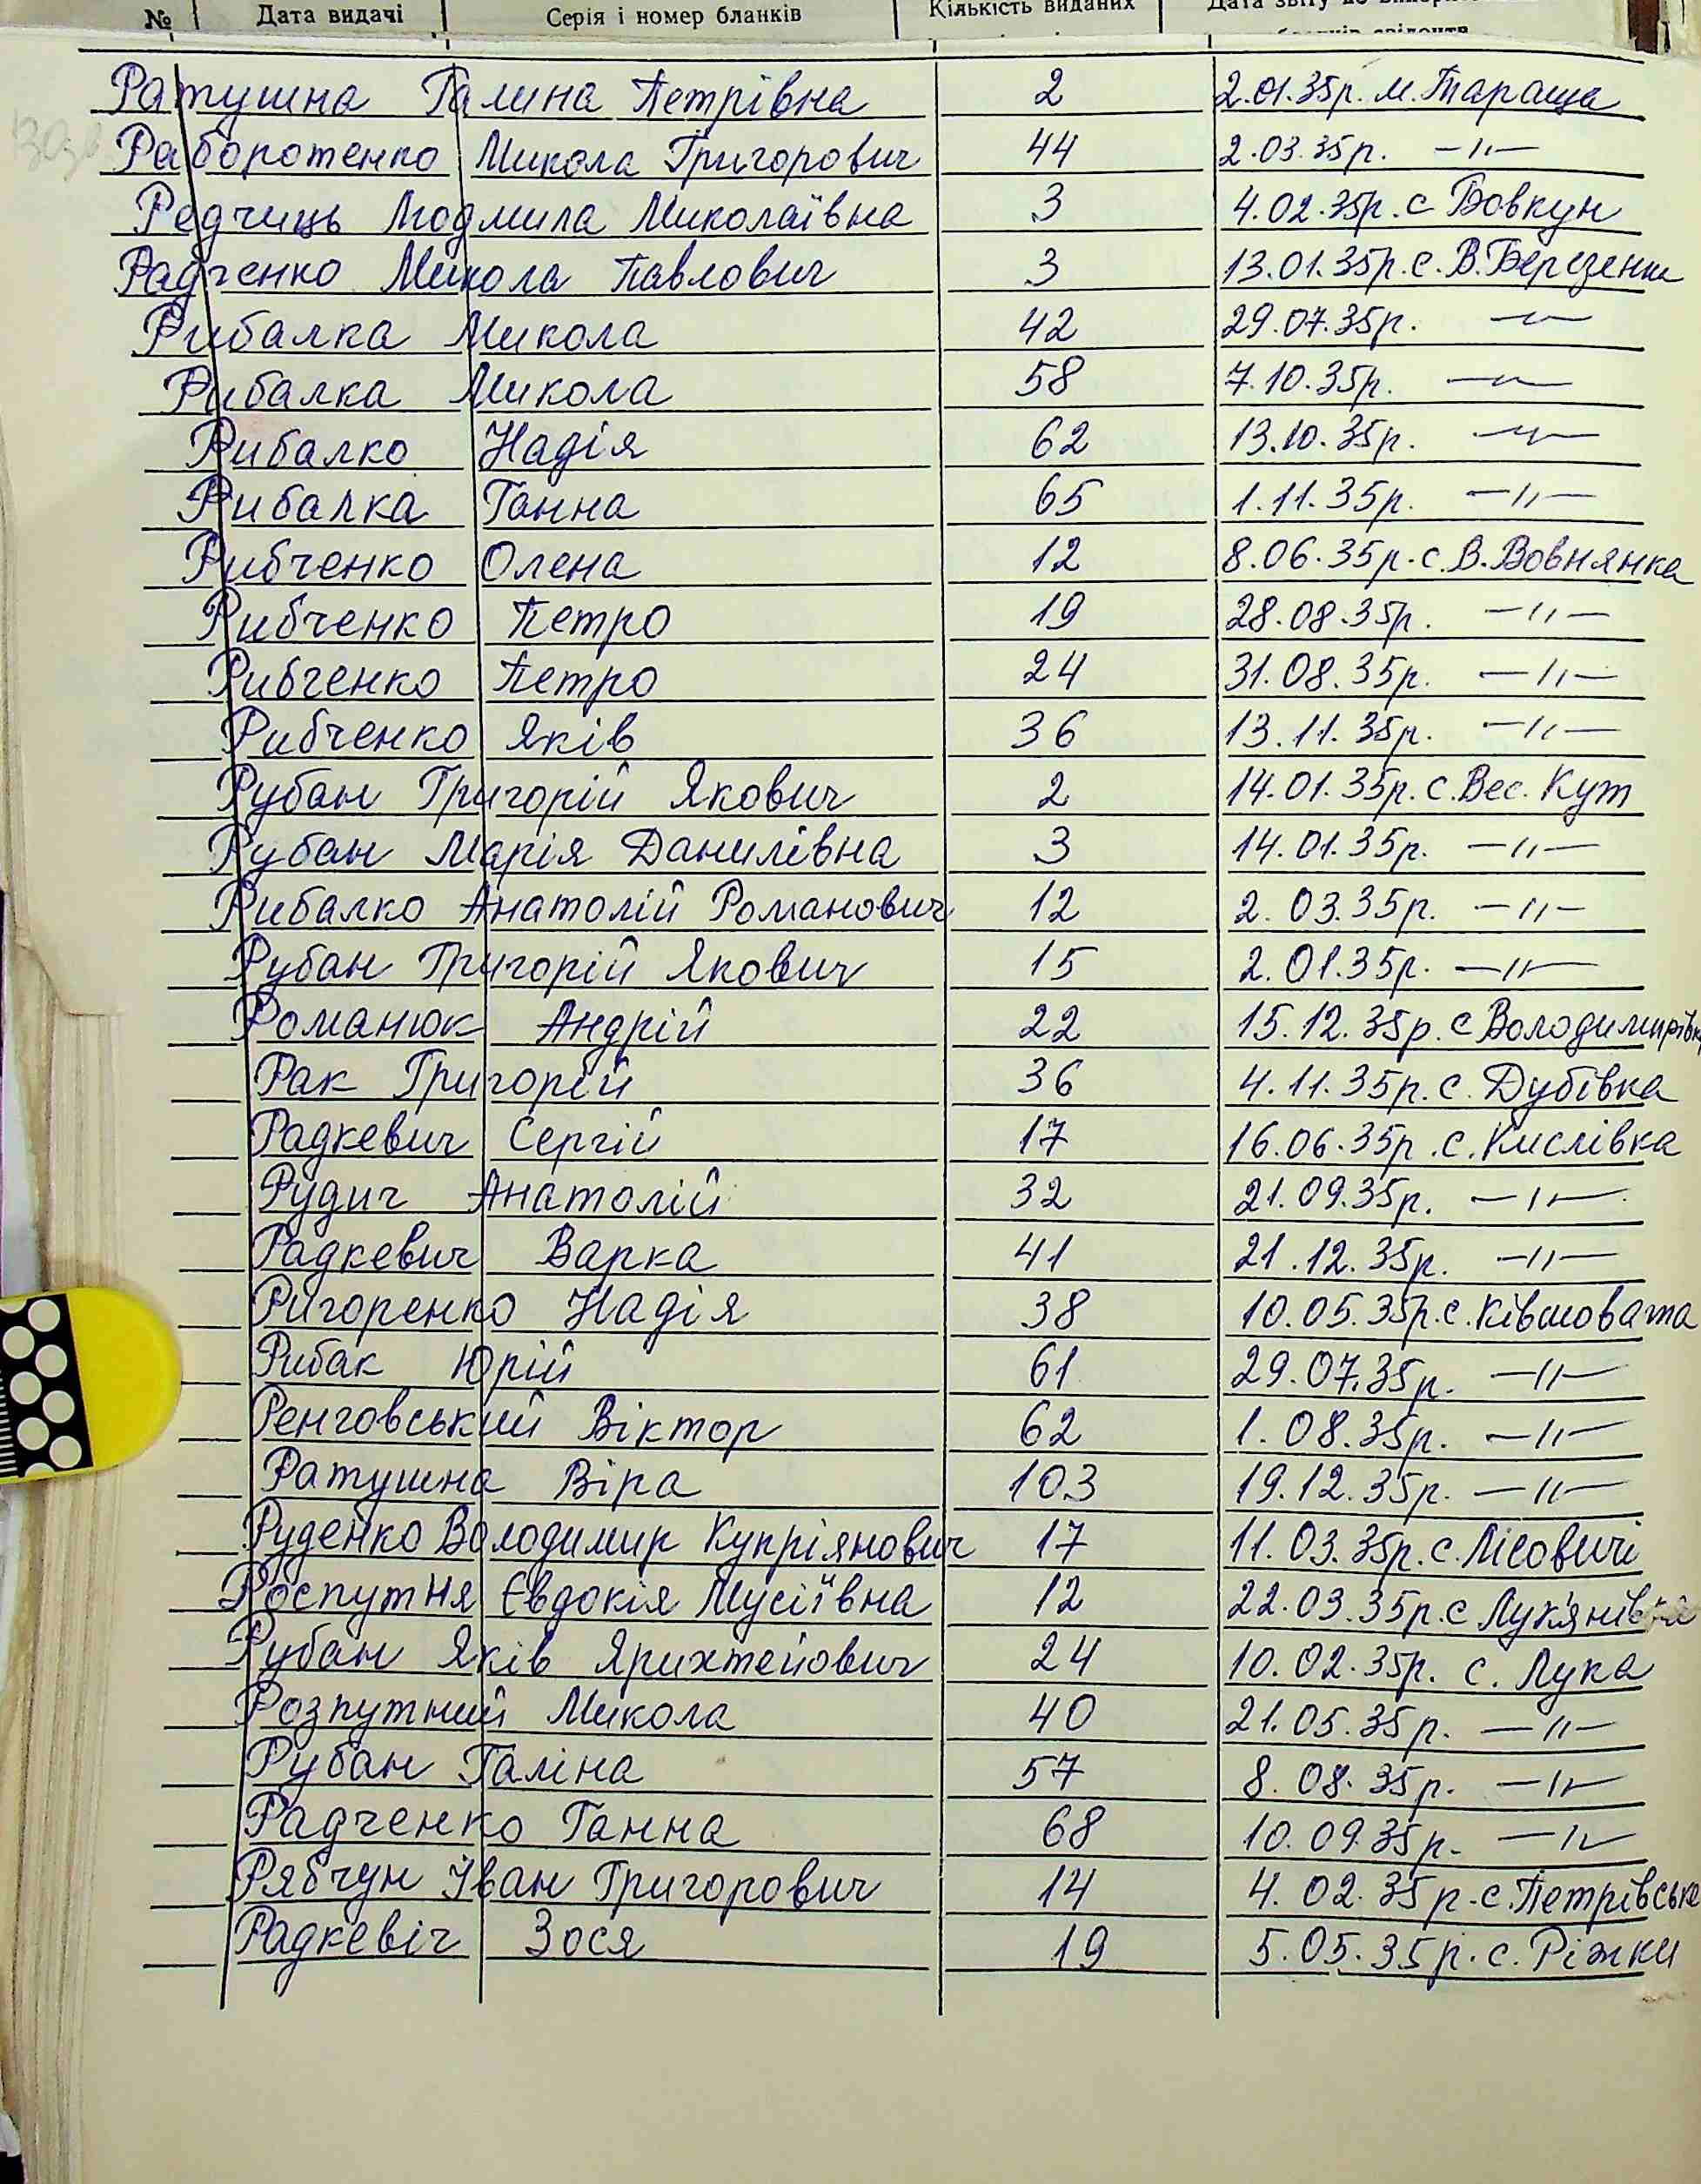 № Дата видачі Серія і номер бланків Кількість виданих Дата звіту
Ратушна Галина Петрівна 2 2.01.35р. м. Тараща
Раборотенко Микола Григорович 44 2.03.35р. —〃—
Редчиць Людмила Миколаївна 3 4.02.35р. с Бовкун
Радченко Микола Павлович 3 13.01.35р. с. В. Березенка
Рибалка Микола 42 29.07.35р. —〃—
Рибалка Микола 58 7.10.35р. —〃—
Рибалко Надія 62 13.10.35р. —〃—
Рибалка Ганна 65 1.11.35р. —〃—
Рибченко Олена 12 8.06.35р. с. В. Вовнянка
Рибченко Петро 19 28.08.35р. —〃—
Рибченко Петро 24 31.08.35р. —〃—
Рибченко Яків 36 13.11.35р. —〃—
Рубан Григорій Якович 2 14.01.35р. с. Вес. Кут
Рубан Марія Данилівна 3 14.01.35р. —〃—
Рибалко Анатолій Романович 12 2.03.35р. —〃—
Рубан Григорій Якович 15 2.01.35р. —〃—
Романюк Андрій 22 15.12.35р. с Володимирівка
Рак Григорій 36 4.11.35р. с. Дубівка
Радкевич Сергій 17 16.06.35р. с. Кислівка
Рудич Анатолій 32 21.09.35р. —〃—
Радкевич Варка 41 21.12.35р. —〃—
Ригоренко Надія 38 10.05.35р. с. Ківшовата
Рибак Юрій 61 29.07.35р. —〃—
Ренговський Віктор 62 1.08.35р. —〃—
Ратушна Віра 103 19.12.35р. —〃—
Руденко Володимир Купріянович 17 11.03.35р. с. Лісовичі
Роспутня Євдокія Мусіївна 12 22.03.35р. с Лук'янівка
Рубан Яків Ярихтейович 24 10.02.35р. с. Лука
Розпутний Микола 40 21.05.35р. —〃—
Рубан Галіна 57 8.08.35р. —〃—
Радченко Ганна 68 10.09.35р. —〃—
Рябчун Іван Григорович 14 4.02.35р. с. Петрівське
Радкевіч Зося 19 5.05.35р. с. Ріжки